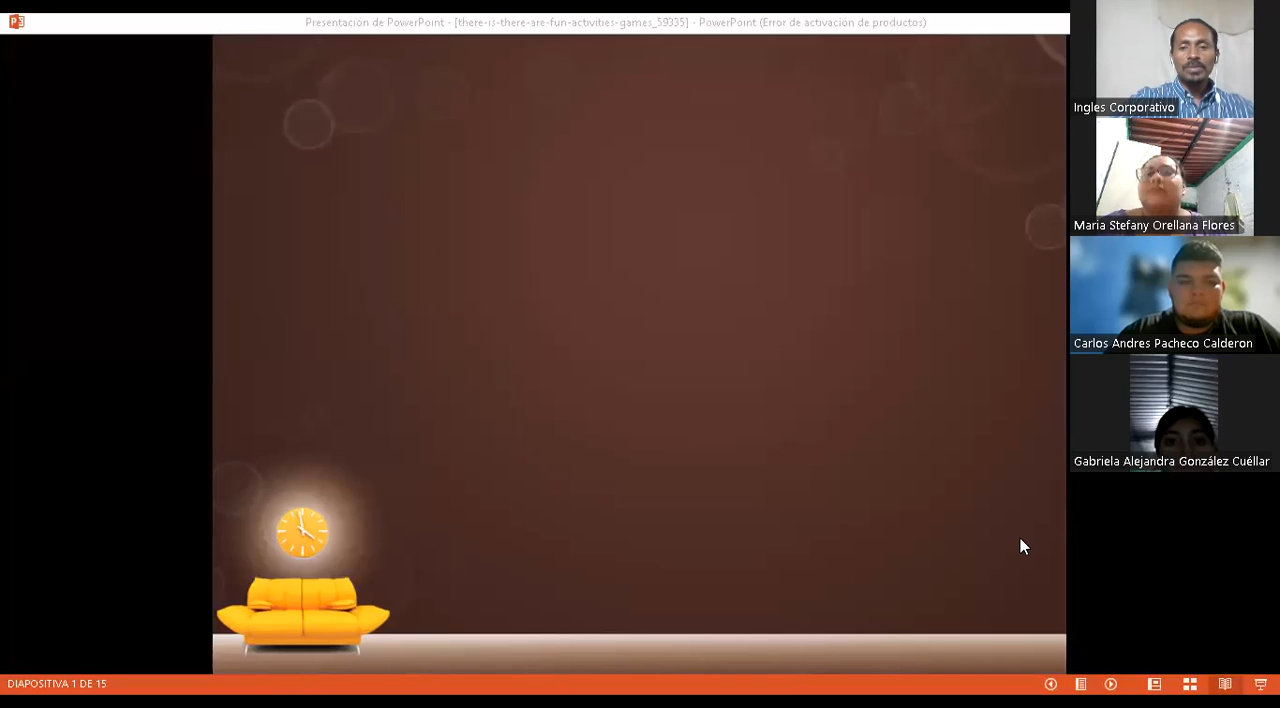 Presentación de PowerPoint - [there-is-there-are-fun-activities-games_59335] - PowerPoint (Error de activación de productos)
Ingles Corporativo
Maria Stefany Orellana Flores
Carlos Andres Pacheco Calderon
Gabriela Alejandra González Cuéllar
DIAPOSITIVA 1 DE 15